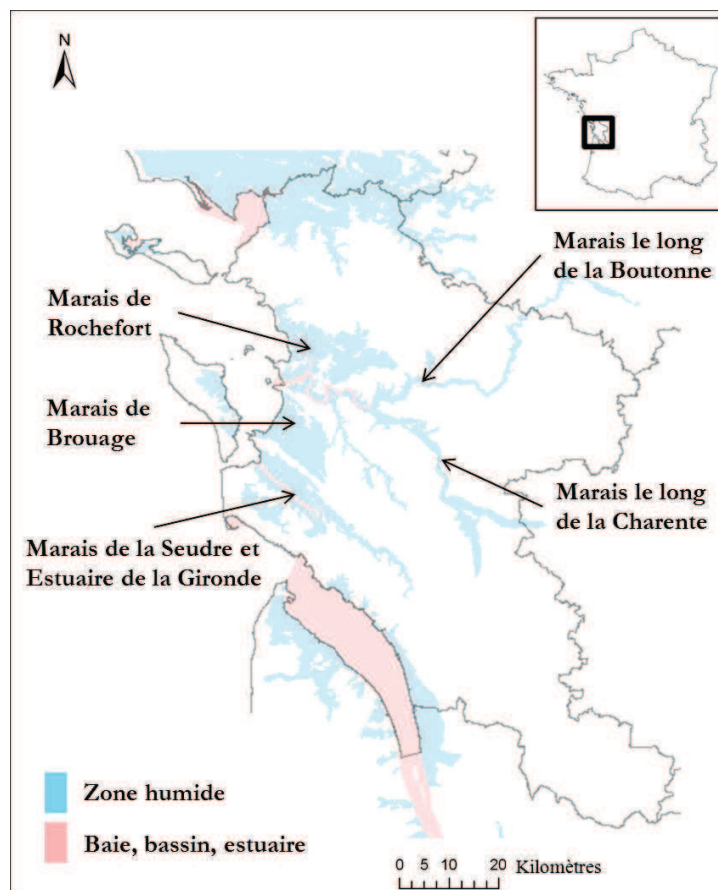 N
Marais le long
de la Boutonne
Marais de
Rochefort
Marais de
Brouage
Marais le long
de la Charente
Marais de la Seudre et
Estuaire de la Gironde
Zone humide
Baie, bassin, estuaire
0 5 10 20 Kilomètres